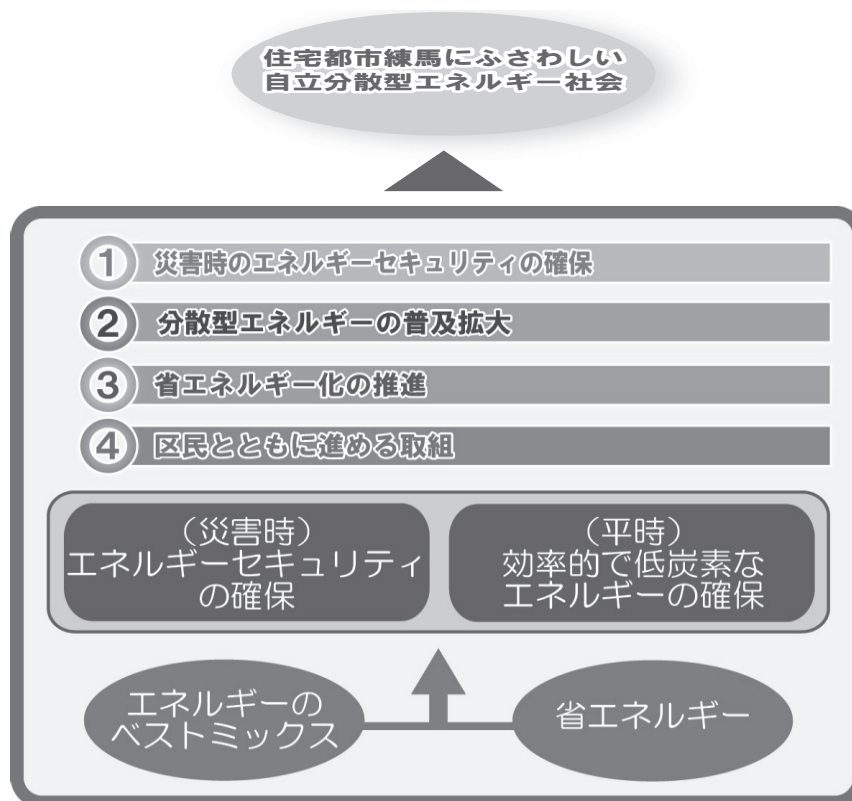 住宅都市練馬にふさわしい
自立分散型エネルギー社会
1 災害時のエネルギーセキュリティの確保
2 分散型エネルギーの普及拡大
3 省エネルギー化の推進
4 区民とともに進める取組
（災害時）
エネルギーセキュリティ
の確保
（平時）
効率的で低炭素な
エネルギーの確保
エネルギーの
ベストミックス
省エネルギー